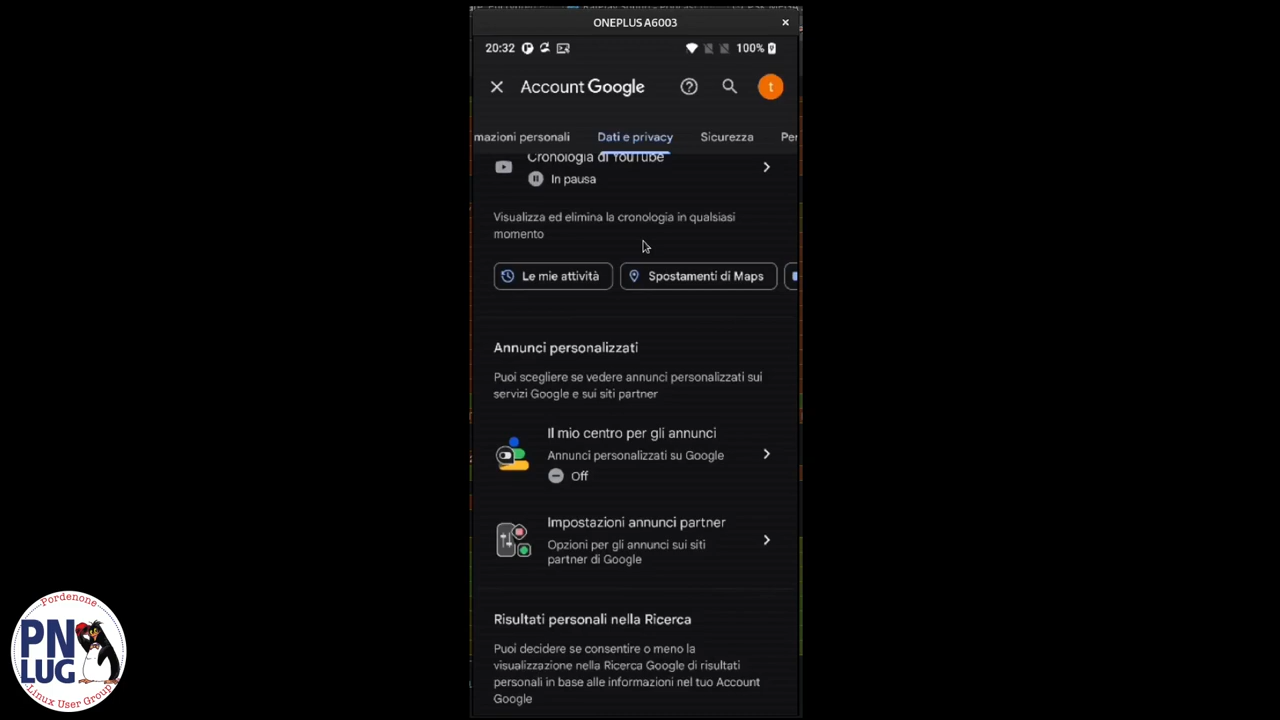 ONEPLUS A6003
20:32
100%
Account Google
t
mazioni personali
Dati e privacy
Sicurezza
Per
Cronologia di YouTube
In pausa
Visualizza ed elimina la cronologia in qualsiasi
momento
Le mie attività
Spostamenti di Maps
Annunci personalizzati
Puoi scegliere se vedere annunci personalizzati sui
servizi Google e sui siti partner
Il mio centro per gli annunci
Annunci personalizzati su Google
Off
Impostazioni annunci partner
Opzioni per gli annunci sui siti
partner di Google
Risultati personali nella Ricerca
Puoi decidere se consentire o meno la
visualizzazione nella Ricerca Google di risultati
personali in base alle informazioni nel tuo Account
Google
Pordenone
PN
LUG
Linux User Group